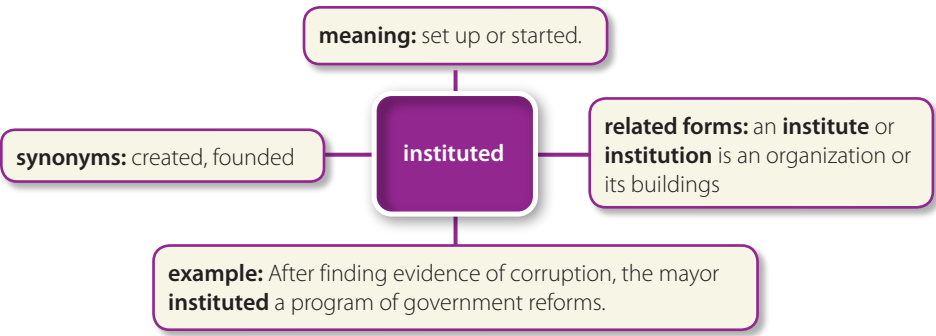 meaning: set up or started.
synonyms: created, founded
instituted
related forms: an institute or
institution is an organization or
its buildings
example: After finding evidence of corruption, the mayor
instituted a program of government reforms.